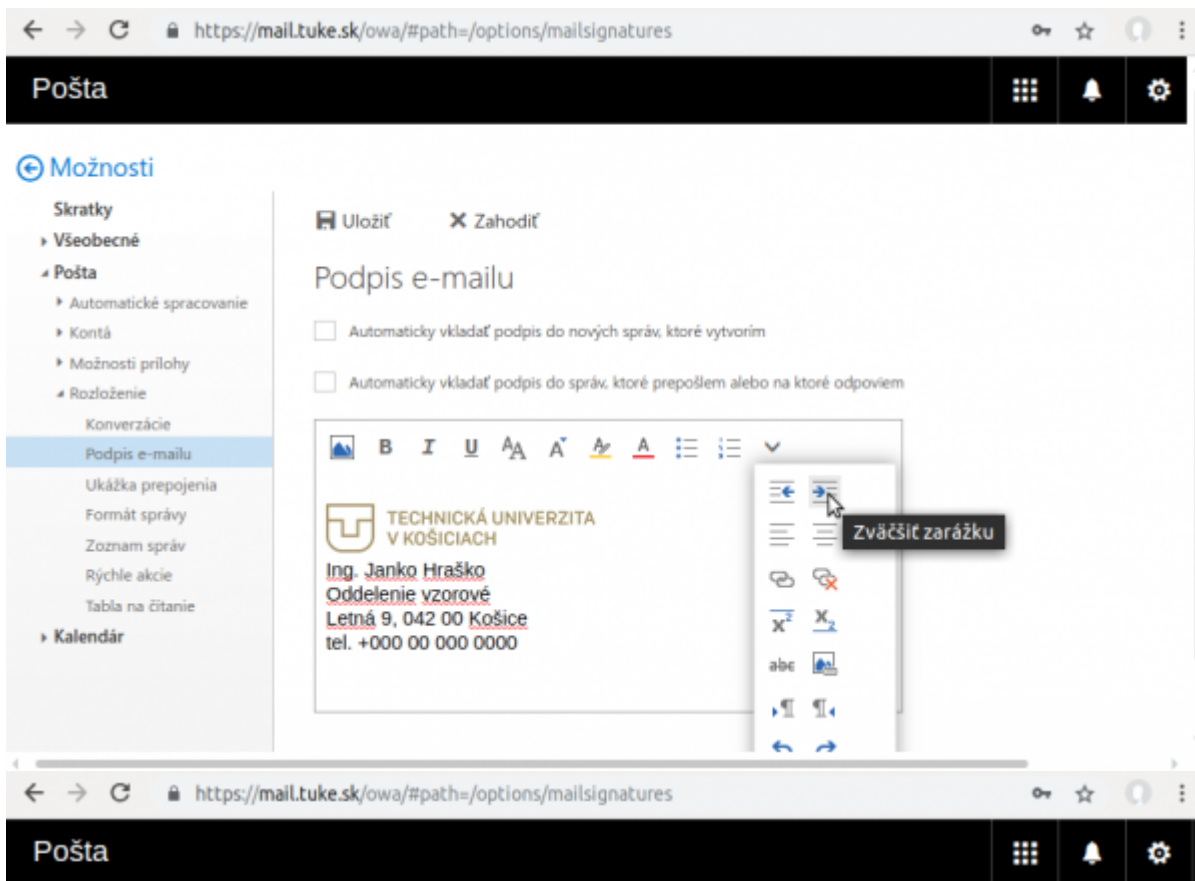 https://mail.tuke.sk/owa/#path=/options/mailsignatures
Pošta
Možnosti
Skratky
Všeobecné
Pošta
Automatické spracovanie
Kontá
Možnosti prílohy
Rozloženie
Konverzácie
Podpis e-mailu
Ukážka prepojenia
Formát správy
Zoznam správ
Rýchle akcie
Tabla na čítanie
Kalendár
Uložiť Zahodiť
Podpis e-mailu
Automaticky vkladať podpis do nových správ, ktoré vytvorím
Automaticky vkladať podpis do správ, ktoré prepošlem alebo na ktoré odpoviem
B I U AA A A A
Zväčšiť zarážku
x² x₂
abc
TECHNICKÁ UNIVERZITA
V KOŠICIACH
Ing. Janko Hraško
Oddelenie vzorové
Letná 9, 042 00 Košice
tel. +000 00 000 0000
https://mail.tuke.sk/owa/#path=/options/mailsignatures
Pošta